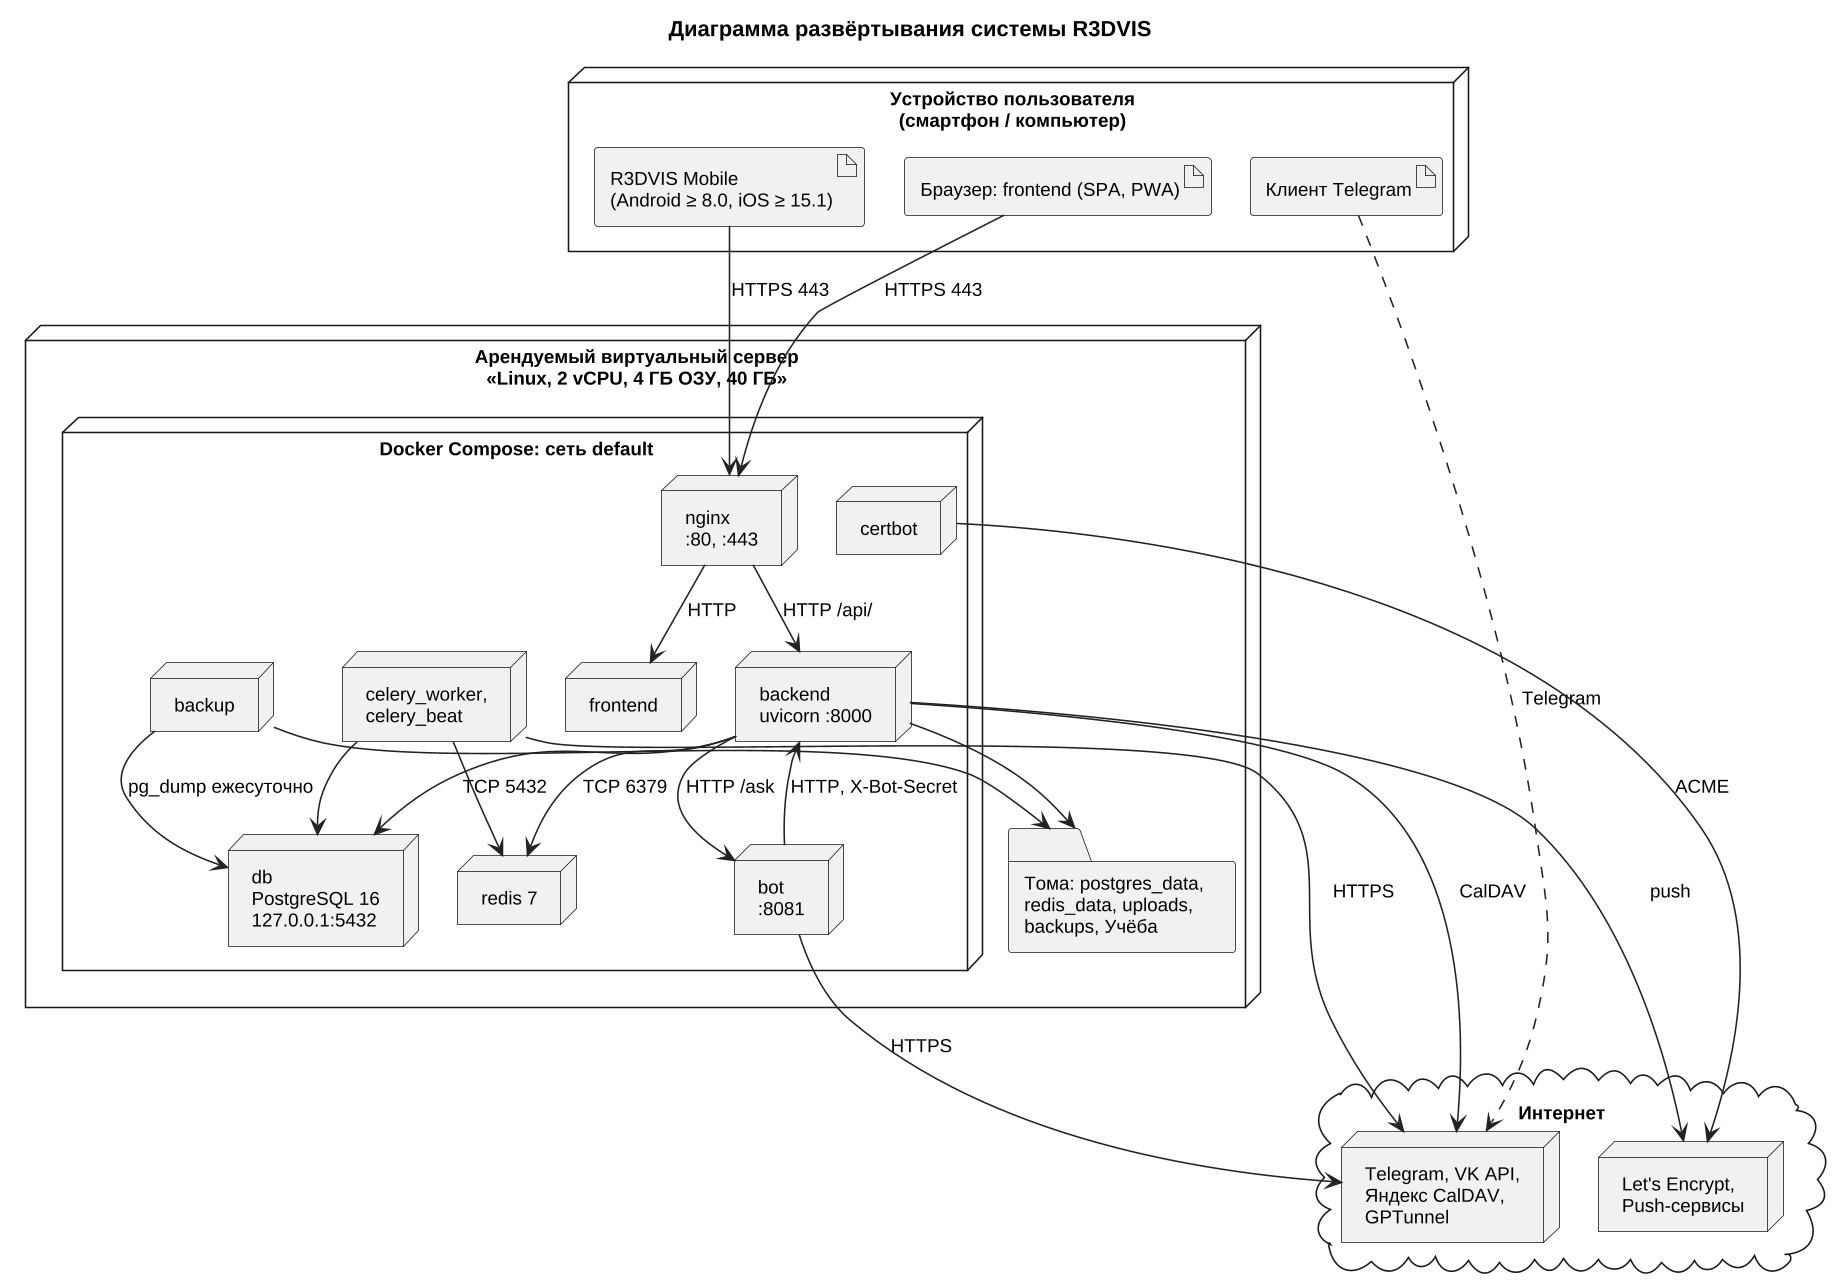 Диаграмма развёртывания системы R3DVIS
Устройство пользователя
(смартфон / компьютер)
R3DVIS Mobile
(Android ≥ 8.0, iOS ≥ 15.1)
Браузер: frontend (SPA, PWA)
Клиент Telegram
HTTPS 443
HTTPS 443
Арендуемый виртуальный сервер
«Linux, 2 vCPU, 4 ГБ ОЗУ, 40 ГБ»
Docker Compose: сеть default
nginx
:80, :443
certbot
HTTP
HTTP /api/
backup
celery_worker,
celery_beat
frontend
backend
uvicorn :8000
Telegram
pg_dump ежесуточно
TCP 5432
TCP 6379
HTTP /ask
HTTP, X-Bot-Secret
ACME
db
PostgreSQL 16
127.0.0.1:5432
redis 7
bot
:8081
Тома: postgres_data,
redis_data, uploads,
backups, Учёба
HTTPS
CalDAV
push
HTTPS
Интернет
Telegram, VK API,
Яндекс CalDAV,
GPTunnel
Let's Encrypt,
Push-сервисы